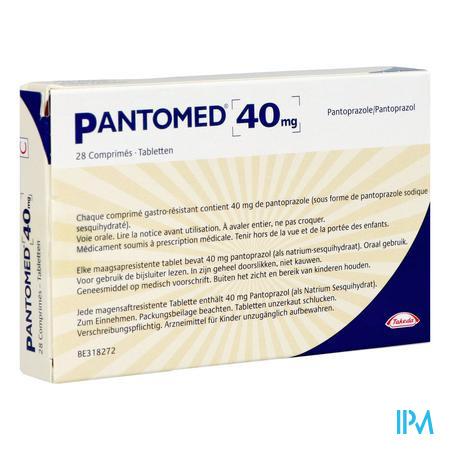 PANTOMED® 40 mg
Pantoprazole/Pantoprazol
28 Comprimés · Tabletten
Chaque comprimé gastro-résistant contient 40 mg de pantoprazole (sous forme de pantoprazole sodique
sesquihydraté).
Voie orale. Lire la notice avant utilisation. À avaler entier, ne pas croquer.
Médicament soumis à prescription médicale. Tenir hors de la vue et de la portée des enfants.
Elke maagsapresistente tablet bevat 40 mg pantoprazol (als natrium-sesquihydraat). Oraal gebruik.
Voor gebruik de bijsluiter lezen. In zijn geheel doorslikken, niet kauwen.
Geneesmiddel op medisch voorschrift. Buiten het zicht en bereik van kinderen houden.
Jede magensaftresistente Tablette enthält 40 mg Pantoprazol (als Natrium Sesquihydrat).
Zum Einnehmen. Packungsbeilage beachten. Tabletten unzerkaut schlucken.
Verschreibungspflichtig. Arzneimittel für Kinder unzugänglich aufbewahren.
BE318272
Takeda
PANTOMED® 40 mg
28 Comprimés - Tabletten
IPM